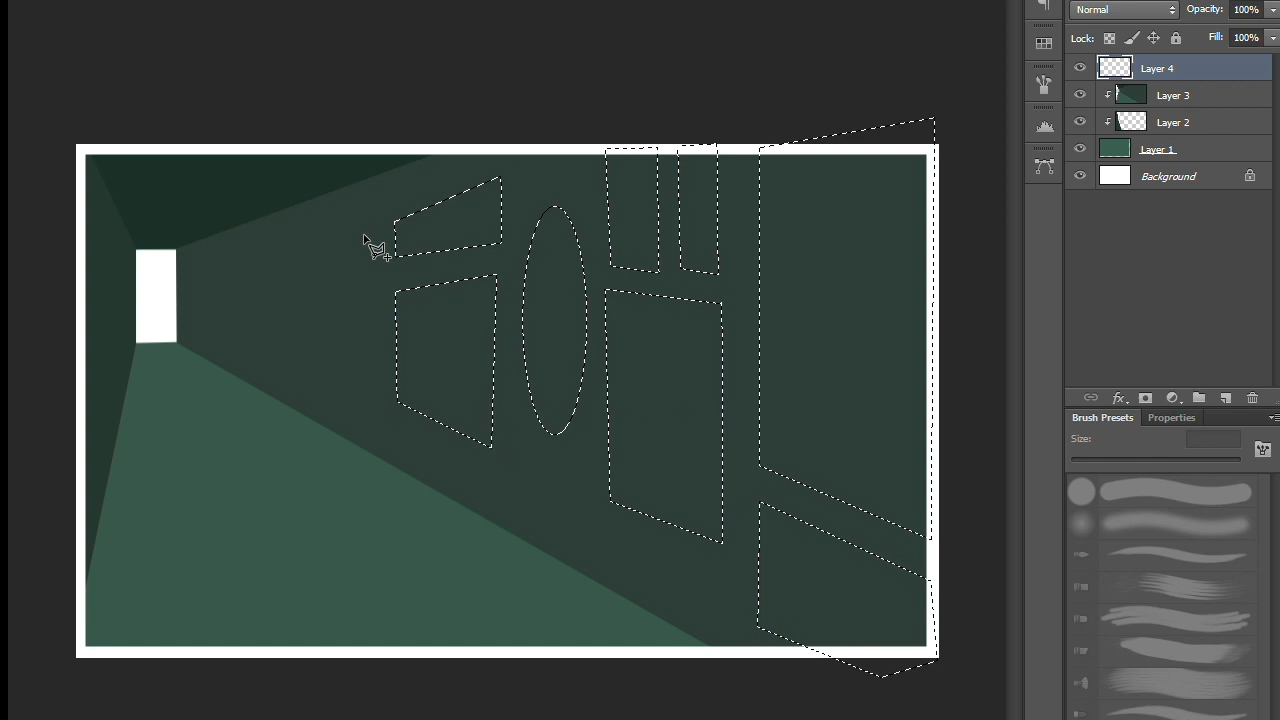 Normal Opacity: 100%
Lock: Fill: 100%
Layer 4
Layer 3
Layer 2
Layer 1
Background
Brush Presets Properties
Size: